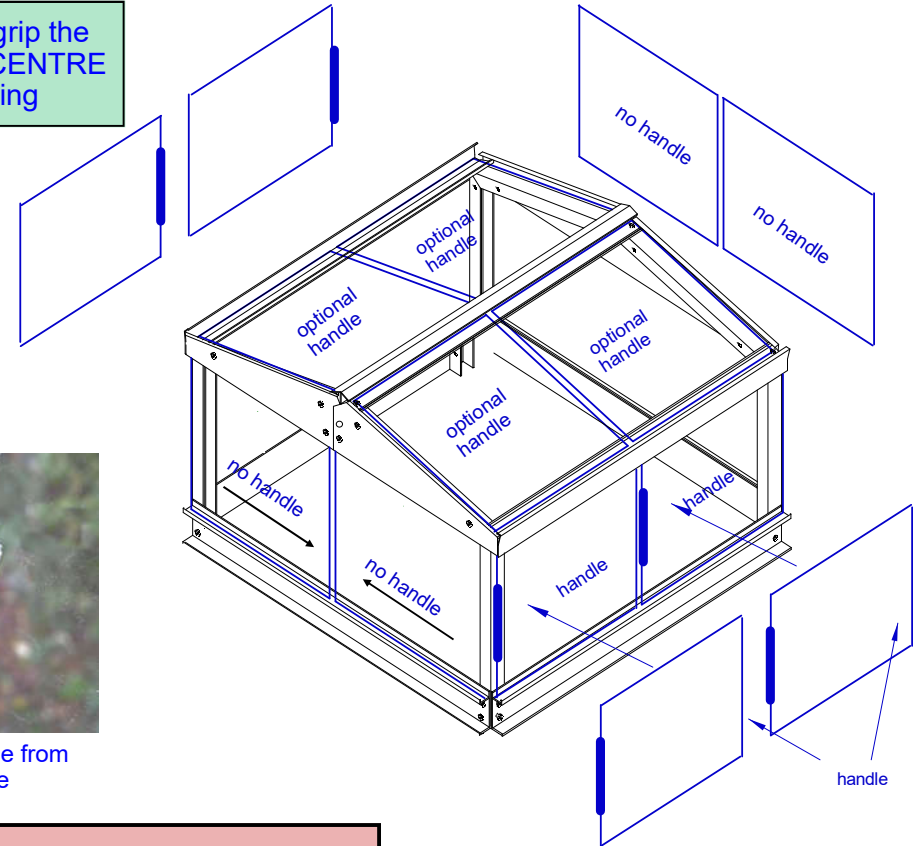 grip the
CENTRE
ing
no handle
no handle
optional
handle
optional
handle
optional
handle
optional
handle
no handle
handle
no handle
handle
handle
e from
e